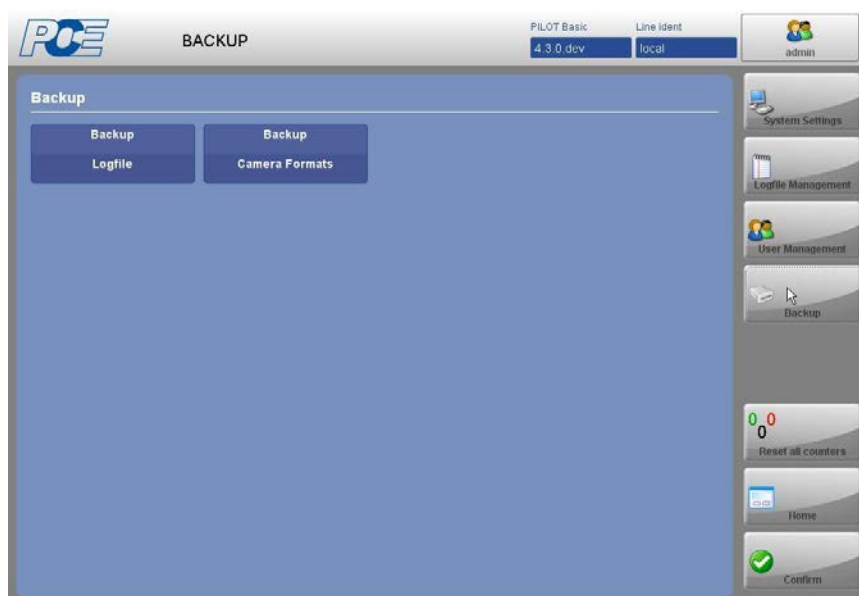 PCE
BACKUP
PILOT Basic
Line Ident
4.3.0.dev
local
admin
Backup
Backup
Logfile
Backup
Camera Formats
System Settings
Logfile Management
User Management
Backup
0 0
0
Reset all counters
Home
Confirm